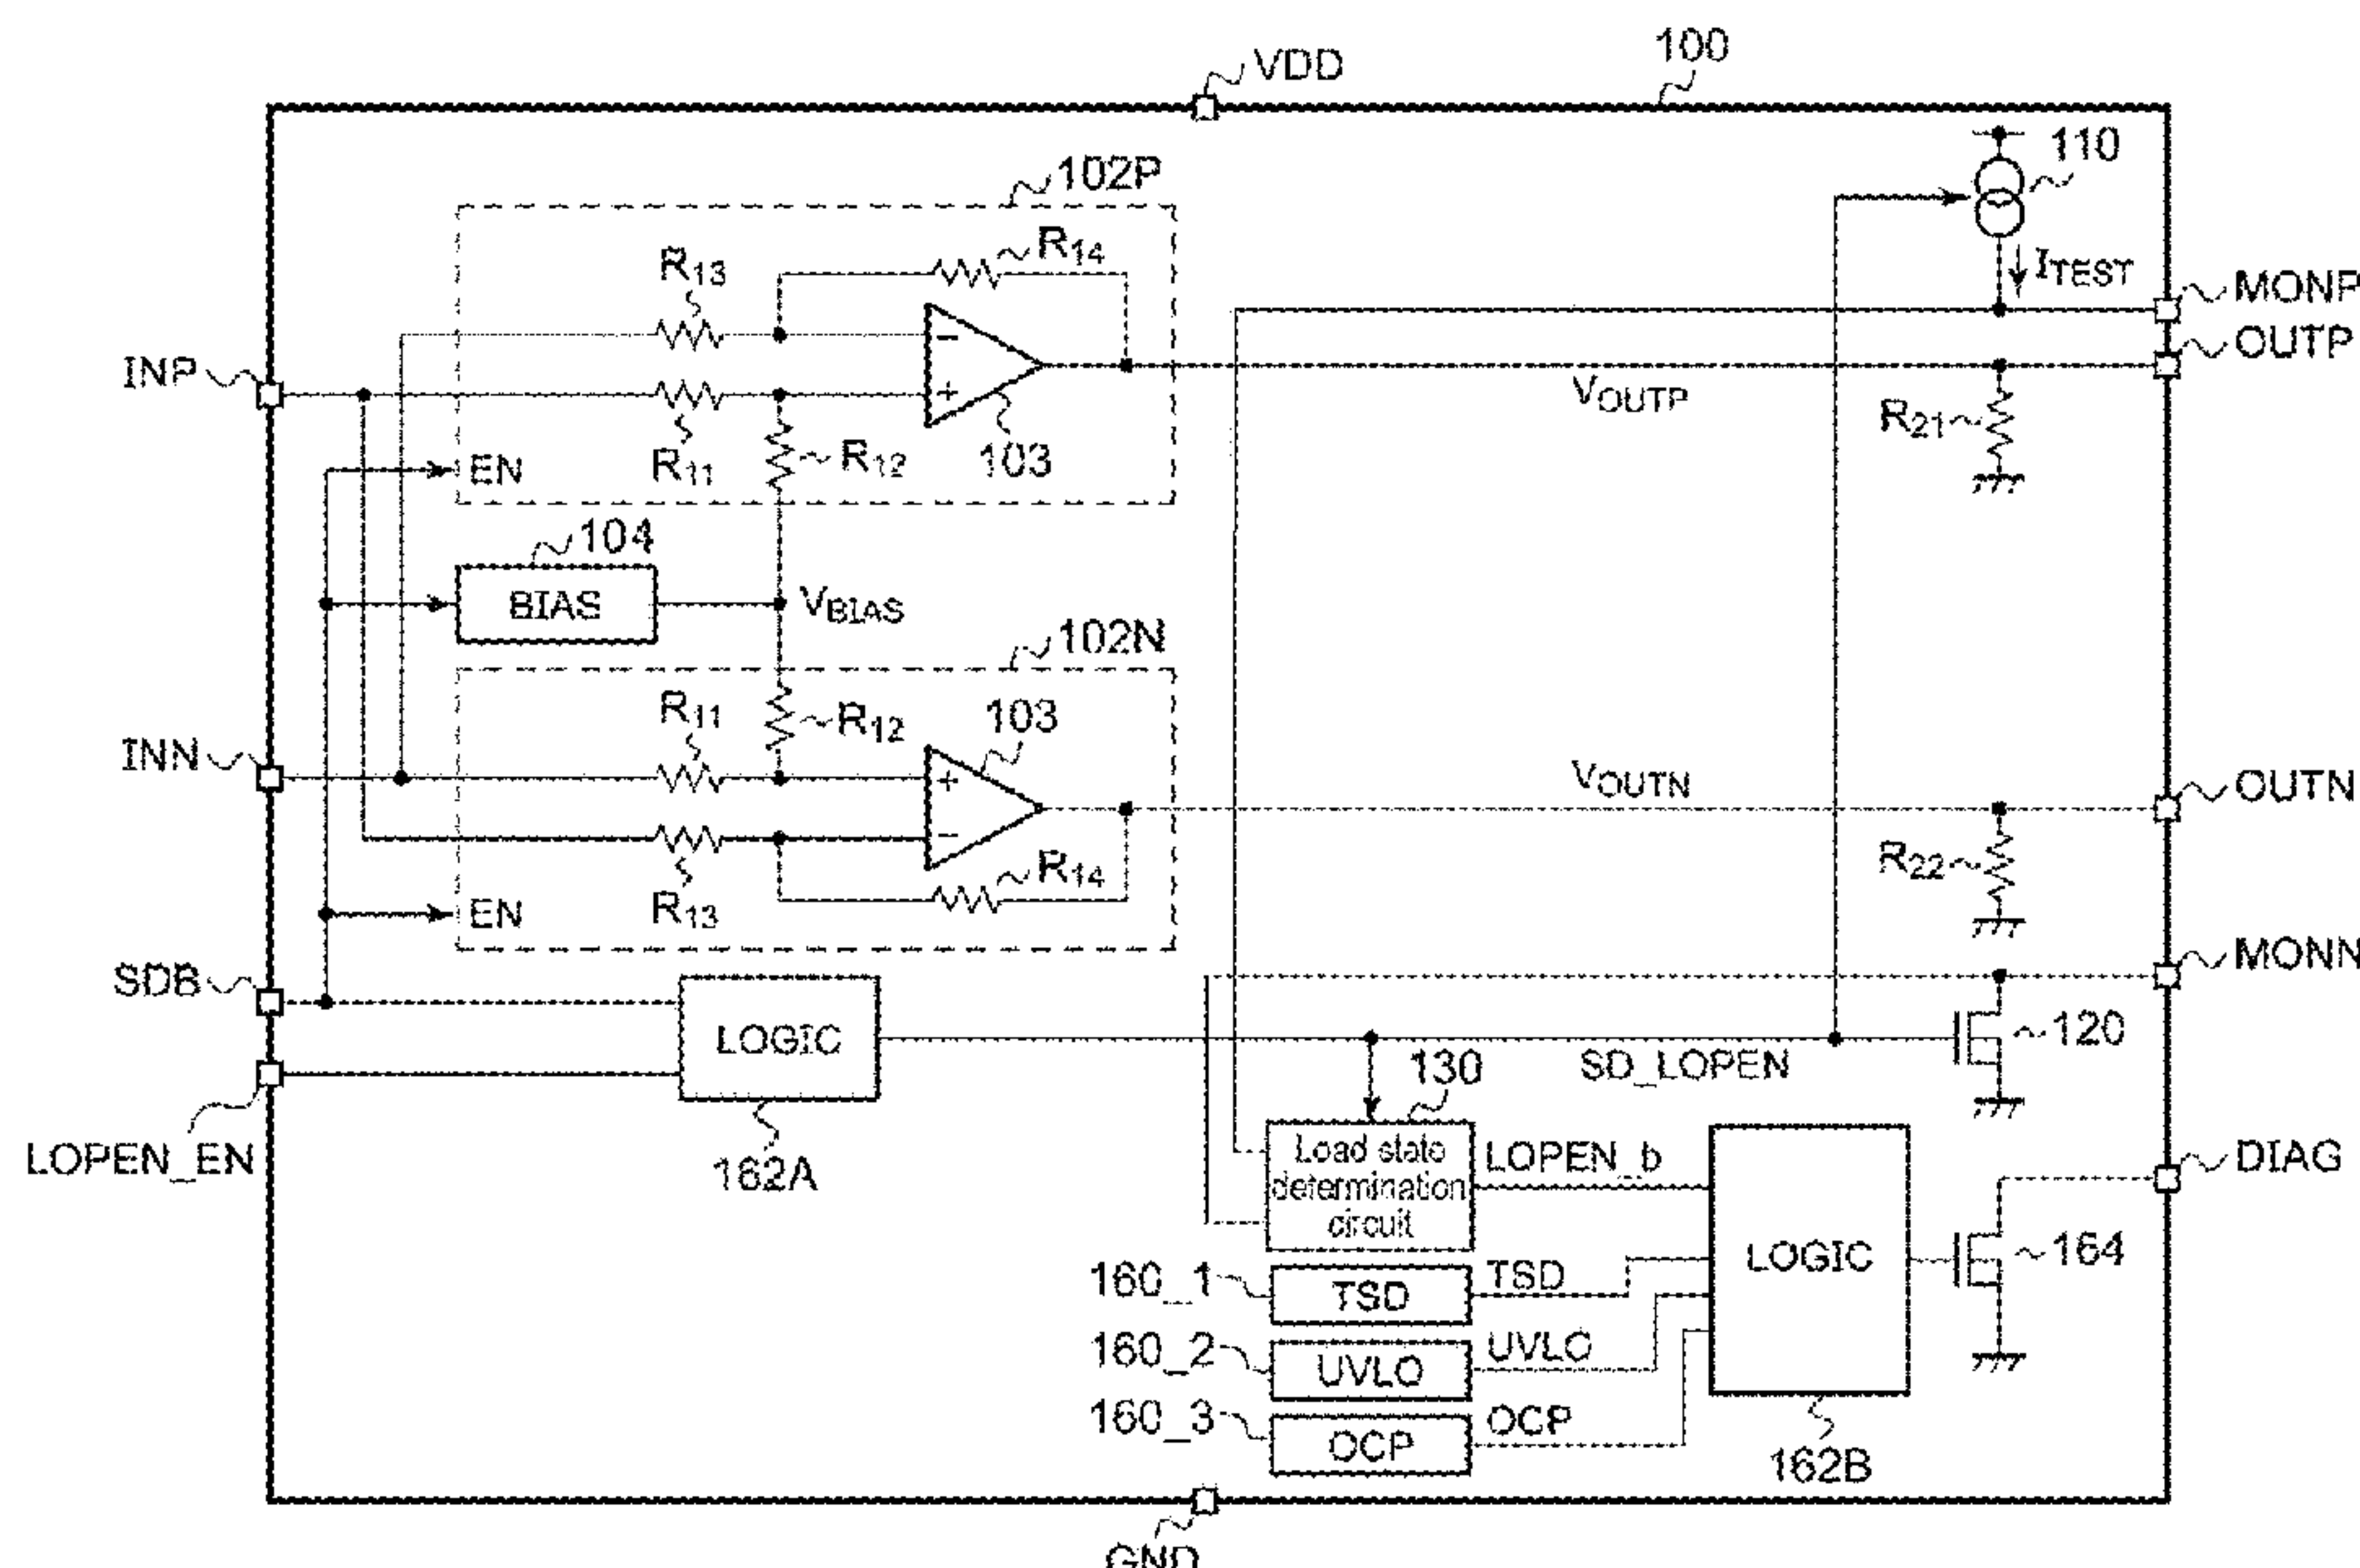 100
VDD
102P
110
R14
R13
ITEST
MONP
OUTP
INP
−
+
VOUTP
R21
R11
R12
103
EN
104
BIAS
VBIAS
102N
R11
R12
103
INN
+
−
VOUTN
OUTN
R14
R22
R13
EN
SDB
MONN
LOGIC
120
SD_LOPEN
130
LOPEN_EN
162A
Load state
determination
circuit
LOPEN_b
DIAG
LOGIC
164
160_1
TSD
TSD
160_2
UVLO
UVLO
160_3
OCP
OCP
162B
GND